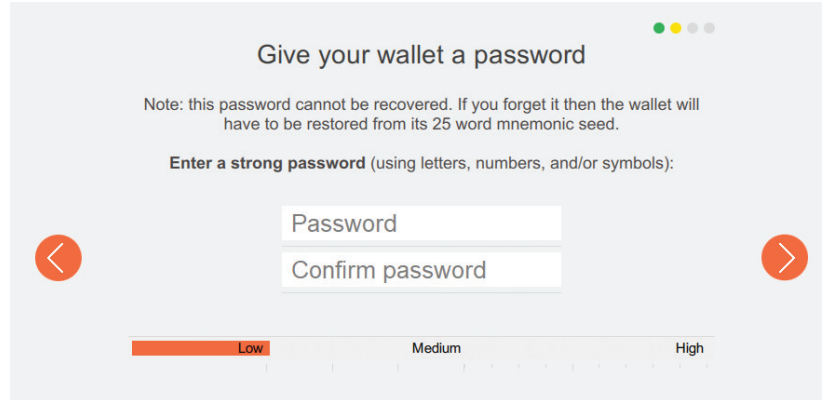 Give your wallet a password
Note: this password cannot be recovered. If you forget it then the wallet will
have to be restored from its 25 word mnemonic seed.
Enter a strong password (using letters, numbers, and/or symbols):
Password
Confirm password
Low Medium High